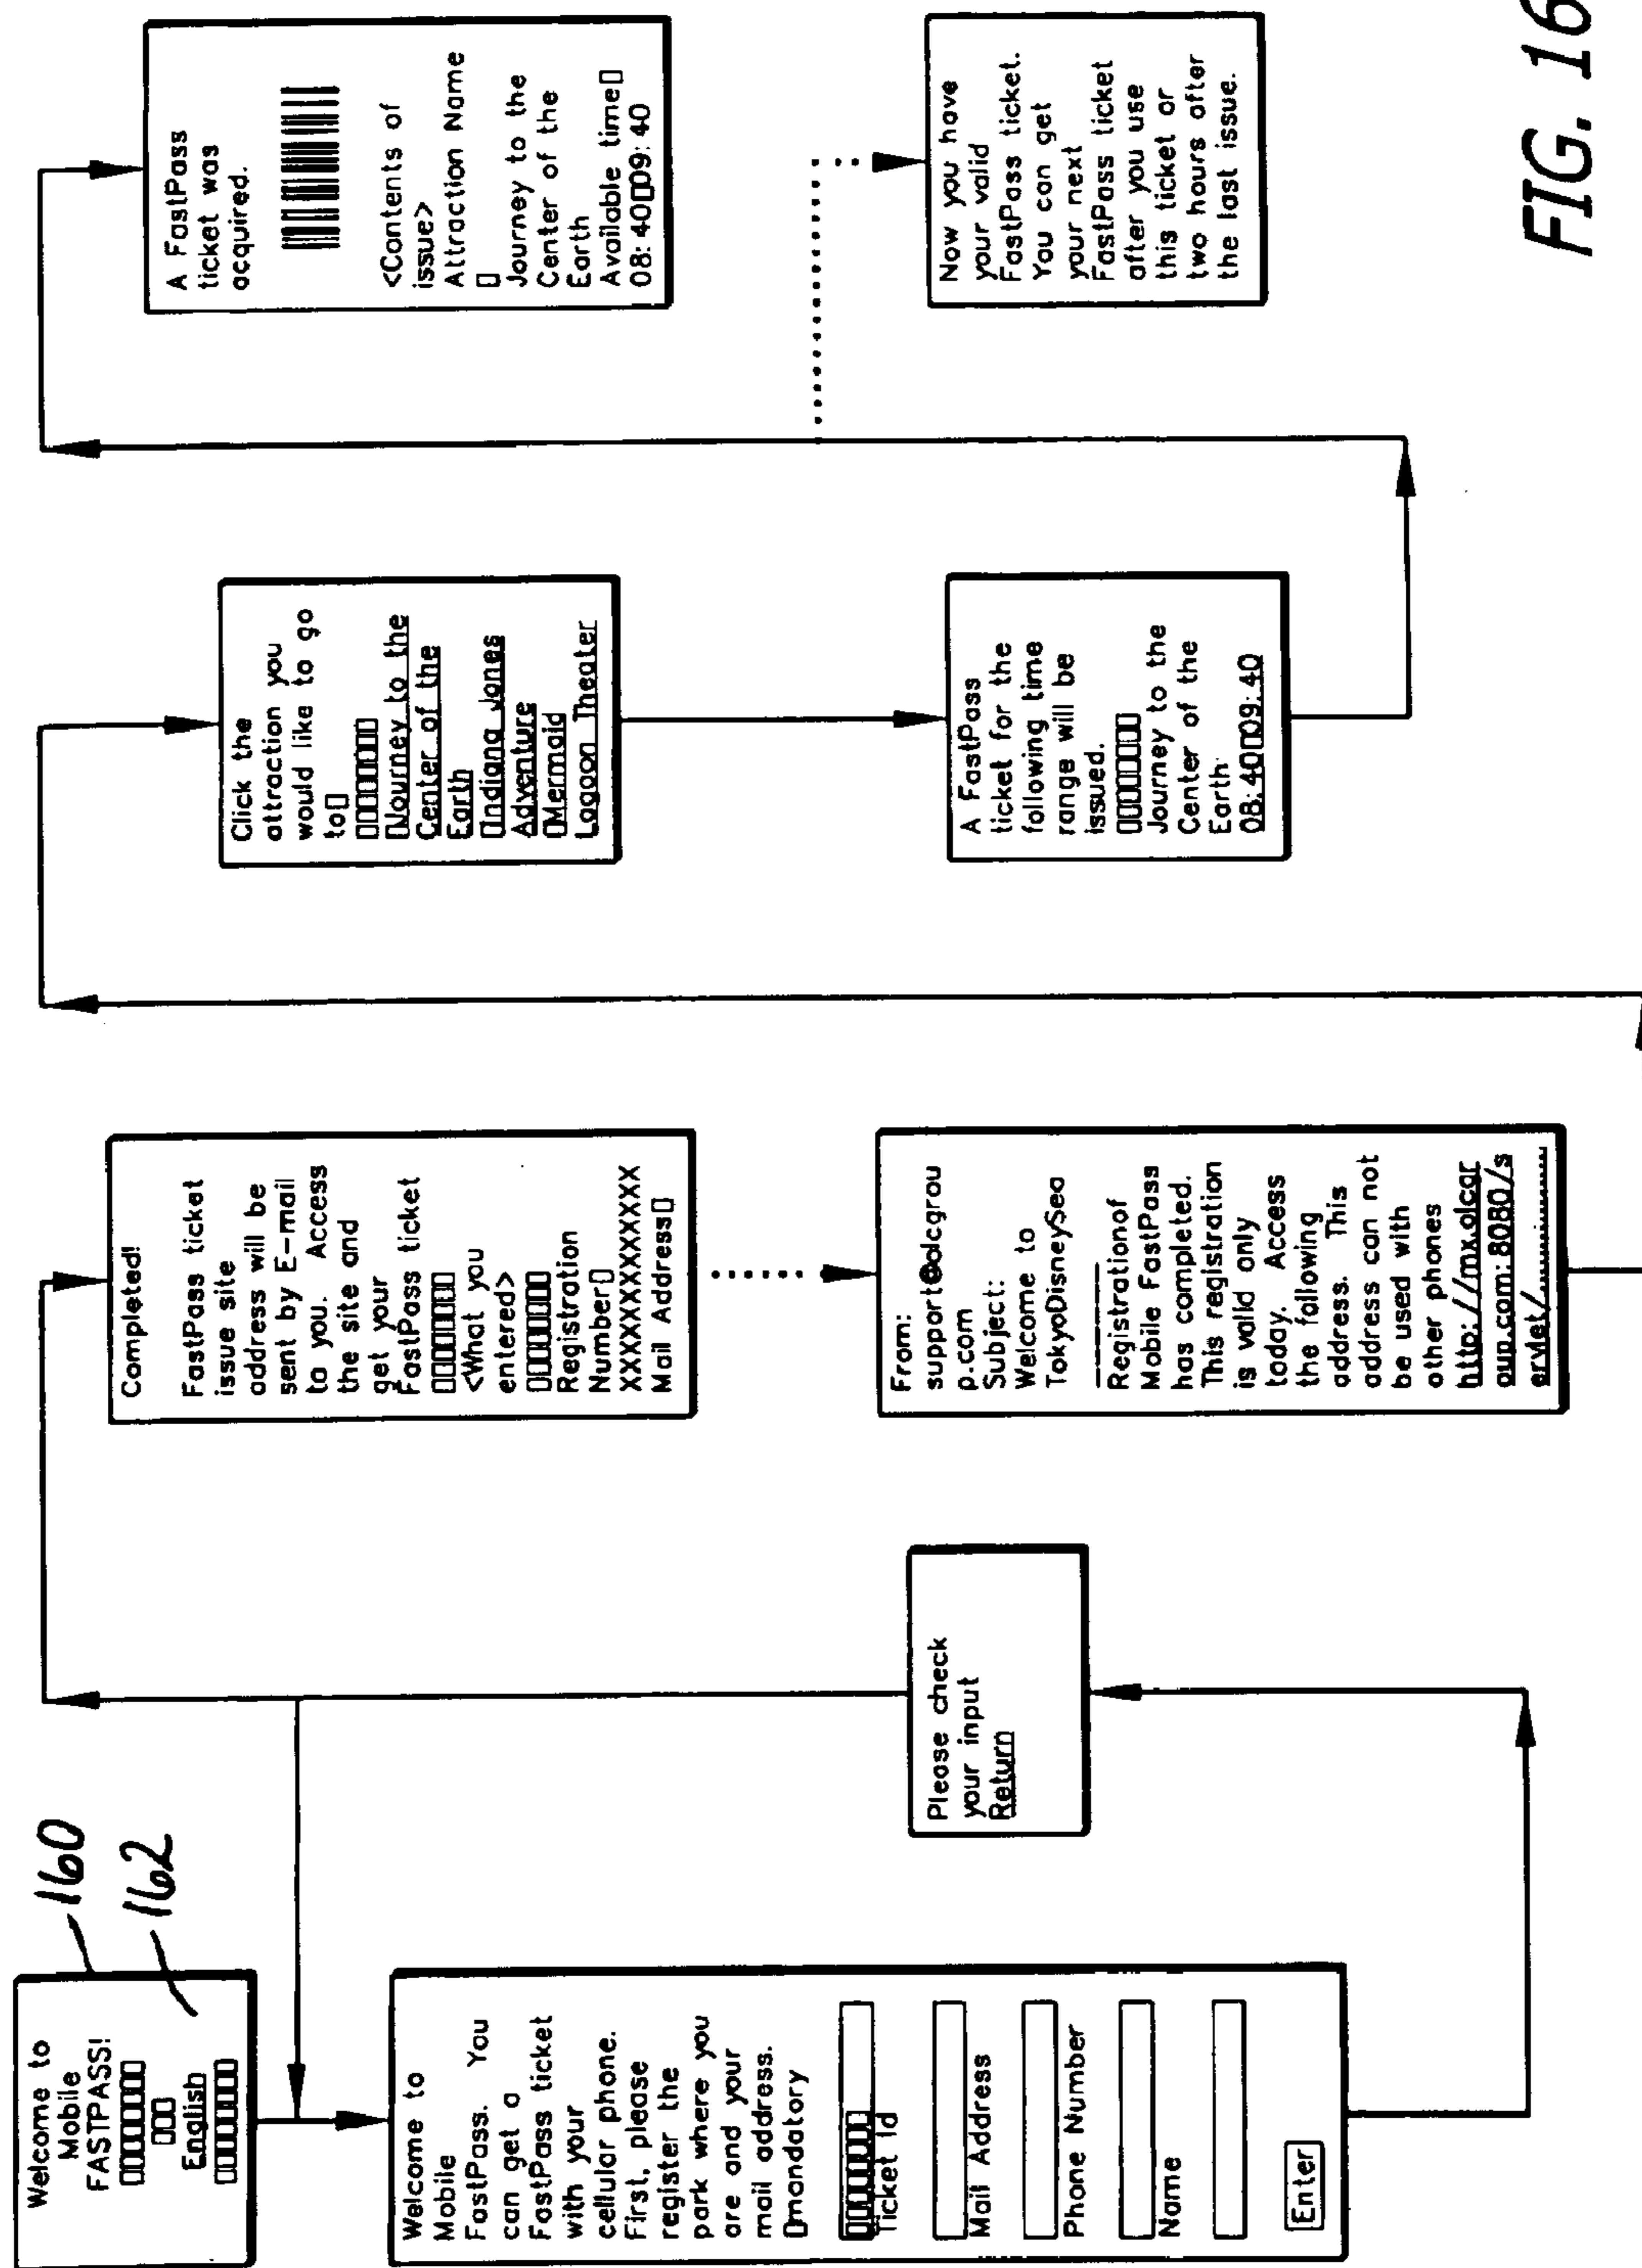 Welcome to
Mobile
FASTPASS!
▯▯▯▯▯▯▯▯
▯▯▯
English
▯▯▯▯▯▯▯▯
160
162
Welcome to
Mobile
FastPass. You
can get a
FastPass ticket
with your
cellular phone.
First, please
register the
park where you
are and your
mail address.
▯mandatory
▯▯▯▯▯▯▯▯
Ticket Id
Mail Address
Phone Number
Name
Enter
Please check
your input
Return
Completed!
FastPass ticket
issue site
address will be
sent by E-mail
to you. Access
the site and
get your
FastPass ticket
▯▯▯▯▯▯▯▯
<What you
entered>
▯▯▯▯▯▯▯▯
Registration
Number▯
XXXXXXXXXXXXXXX
Mail Address▯
From:
support@olcgrou
p.com
Subject:
Welcome to
TokyoDisneySea
-------
Registrationof
Mobile FastPass
has completed.
This registration
is valid only
today. Access
the following
address. This
address can not
be used with
other phones
http://mx.olcgr
oup.com:8080/s
ervlet/..............
Click the
attraction you
would like to go
to▯
▯▯▯▯▯▯▯▯
▯Nourney to the
Center of the
Earth
▯Indiana Jones
Adventure
▯Mermaid
Lagoon Theater
A FastPass
ticket for the
following time
range will be
issued.
▯▯▯▯▯▯▯▯
Journey to the
Center of the
Earth
08:40▯09:40
A FastPass
ticket was
acquired.
<Contents of
issue>
Attraction Name
▯
Journey to the
Center of the
Earth
Available time▯
08:40▯09:40
Now you have
your valid
FastPass ticket.
You can get
your next
FastPass ticket
after you use
this ticket or
two hours after
the last issue.
FIG. 16